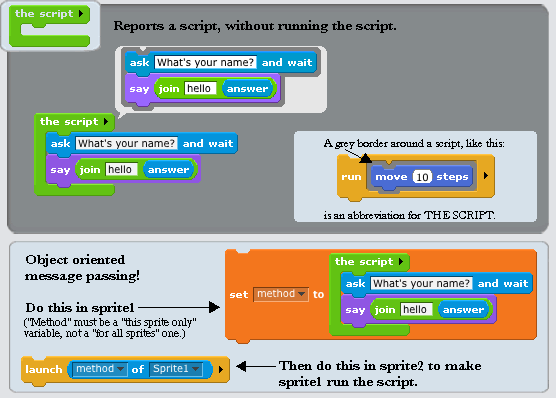 the script
Reports a script, without running the script.
ask What's your name? and wait
say join hello answer
the script
ask What's your name? and wait
say join hello answer
A grey border around a script, like this:
run move 10 steps
is an abbreviation for THE SCRIPT.
Object oriented
message passing!
Do this in sprite1
("Method" must be a "this sprite only"
variable, not a "for all sprites" one.)
set method to
the script
ask What's your name? and wait
say join hello answer
launch method of Sprite1
Then do this in sprite2 to make
sprite1 run the script.